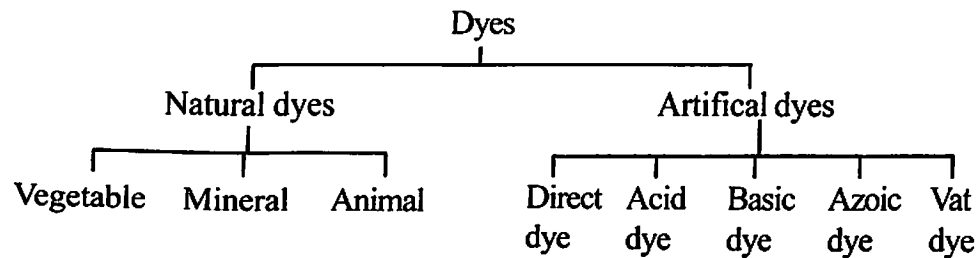 Dyes
Natural dyes Artifical dyes
Vegetable Mineral Animal
Direct dye Acid dye Basic dye Azoic dye Vat dye